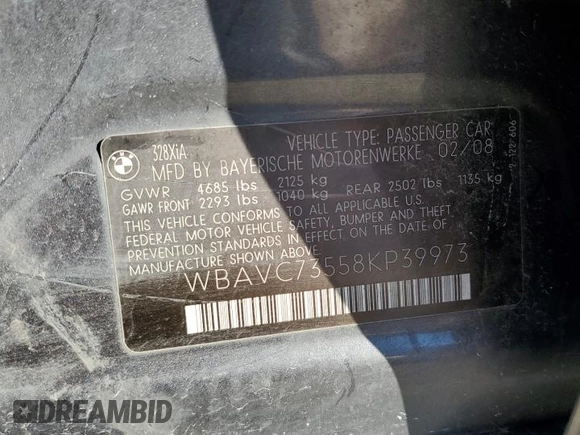 BMW
328XiA
VEHICLE TYPE: PASSENGER CAR
MFD BY BAYERISCHE MOTORENWERKE 02/08
GVWR 4685 lbs 2125 kg
GAWR FRONT 2293 lbs 1040 kg REAR 2502 lbs 1135 kg
THIS VEHICLE CONFORMS TO ALL APPLICABLE U.S.
FEDERAL MOTOR VEHICLE SAFETY, BUMPER AND THEFT
PREVENTION STANDARDS IN EFFECT ON THE DATE OF
MANUFACTURE SHOWN ABOVE.
WBAVC73558KP39973
DREAMBID